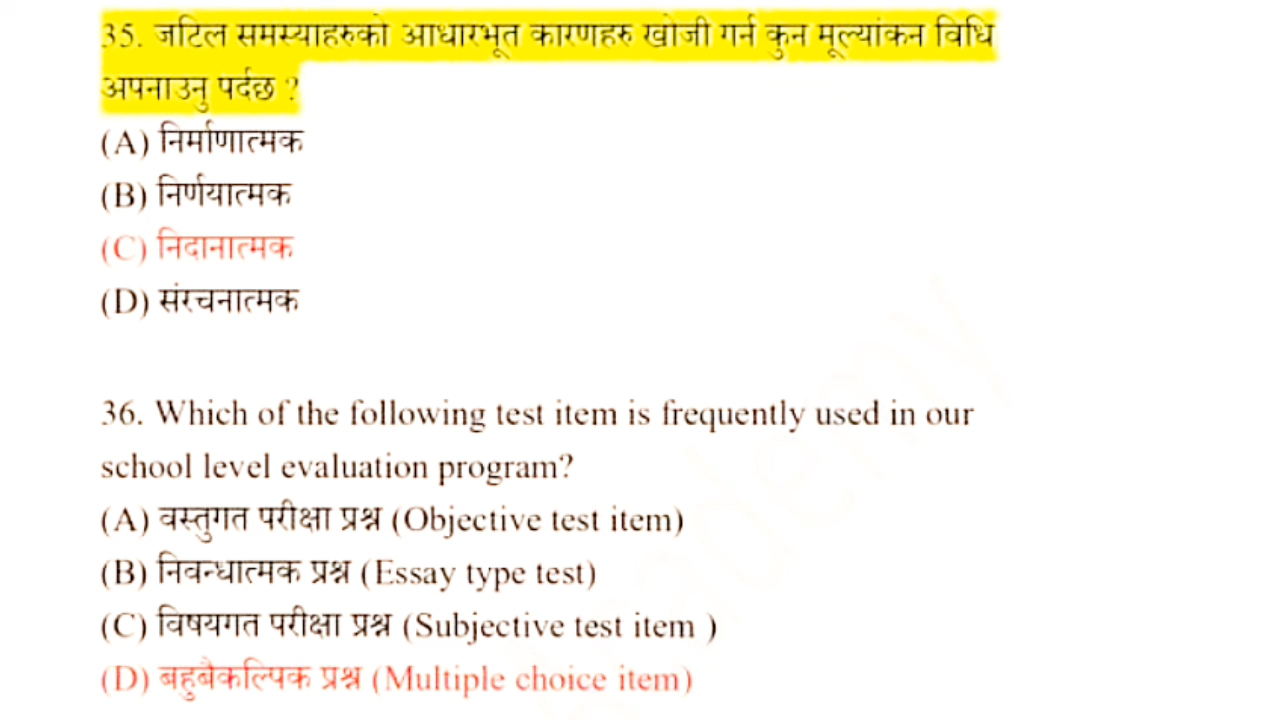 35. जटिल समस्याहरुको आधारभूत कारणहरु खोजी गर्न कुन मूल्यांकन विधि
अपनाउनु पर्दछ ?
(A) निर्माणात्मक
(B) निर्णयात्मक
(C) निदानात्मक
(D) संरचनात्मक
36. Which of the following test item is frequently used in our
school level evaluation program?
(A) वस्तुगत परीक्षा प्रश्न (Objective test item)
(B) निवन्धात्मक प्रश्न (Essay type test)
(C) विषयगत परीक्षा प्रश्न (Subjective test item )
(D) बहुबैकल्पिक प्रश्न (Multiple choice item)